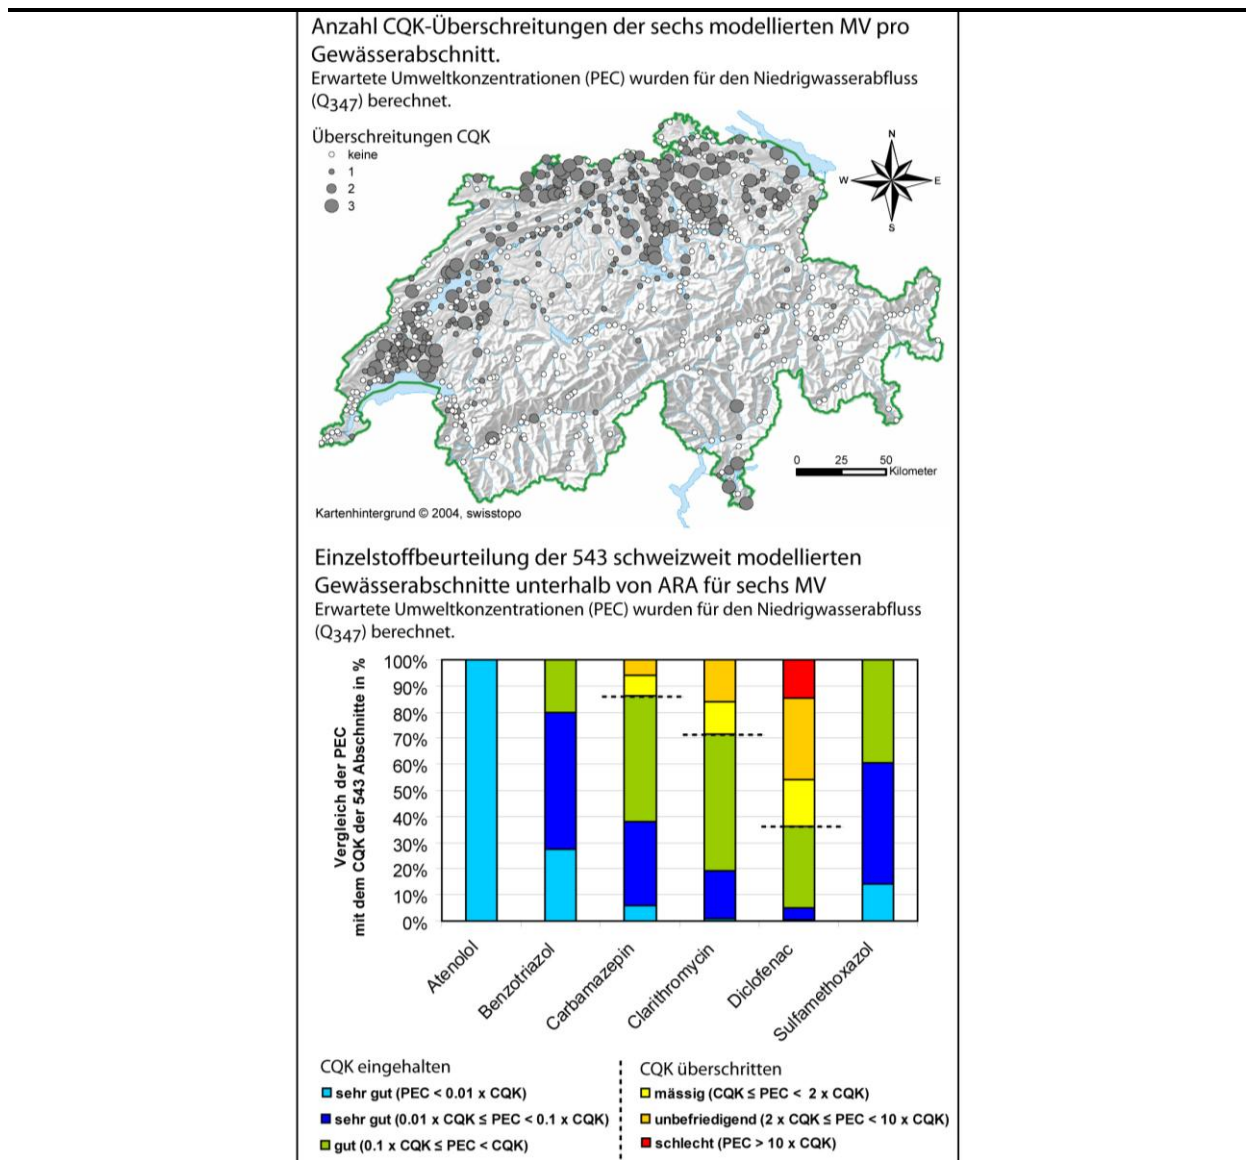 Anzahl CQK-Überschreitungen der sechs modellierten MV pro
Gewässerabschnitt.
Erwartete Umweltkonzentrationen (PEC) wurden für den Niedrigwasserabfluss
(Q347) berechnet.
Überschreitungen CQK
keine
1
2
3
N
W
E
S
0 25 50
Kilometer
Kartenhintergrund © 2004, swisstopo
Einzelstoffbeurteilung der 543 schweizweit modellierten
Gewässerabschnitte unterhalb von ARA für sechs MV
Erwartete Umweltkonzentrationen (PEC) wurden für den Niedrigwasserabfluss
(Q347) berechnet.
Vergleich der PEC
mit dem CQK der 543 Abschnitte in %
100%
90%
80%
70%
60%
50%
40%
30%
20%
10%
0%
Atenolol
Benzotriazol
Carbamazepin
Clarithromycin
Diclofenac
Sulfamethoxazol
CQK eingehalten
sehr gut (PEC < 0.01 x CQK)
sehr gut (0.01 x CQK ≤ PEC < 0.1 x CQK)
gut (0.1 x CQK ≤ PEC < CQK)
CQK überschritten
mässig (CQK ≤ PEC < 2 x CQK)
unbefriedigend (2 x CQK ≤ PEC < 10 x CQK)
schlecht (PEC > 10 x CQK)